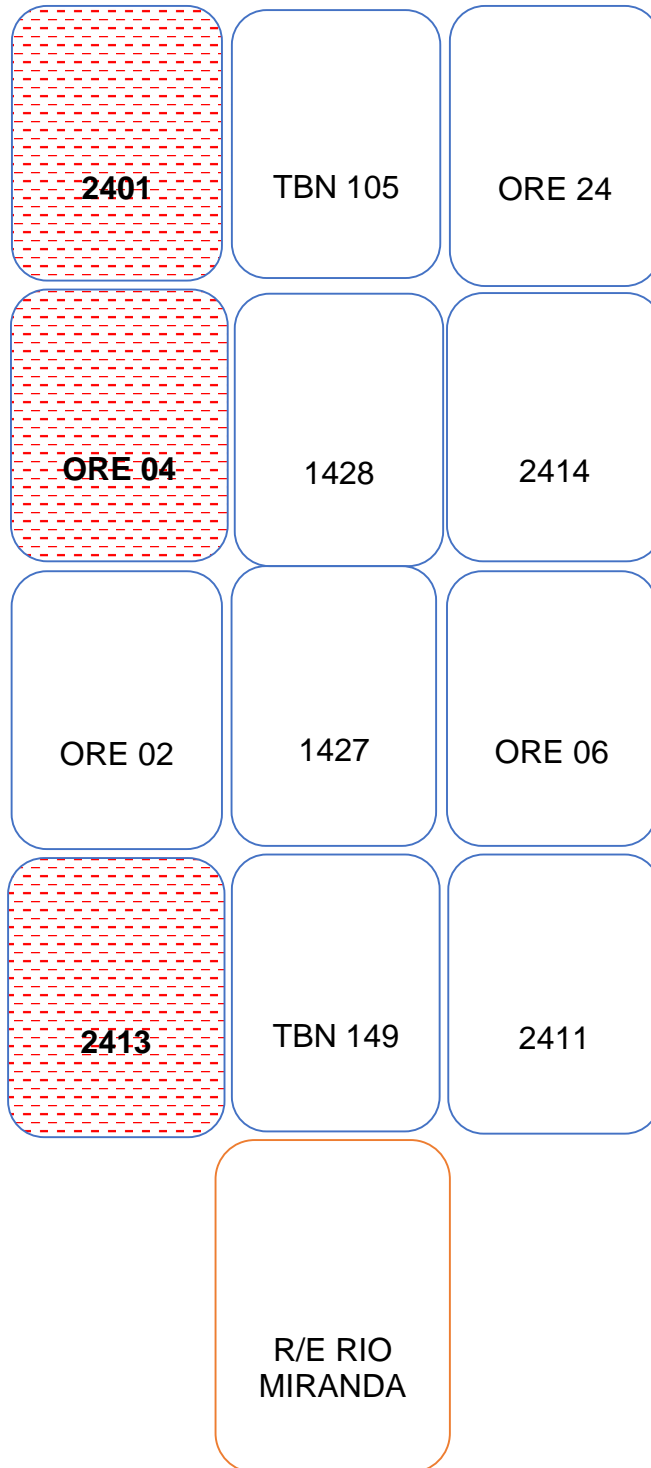 2401
TBN 105
ORE 24
ORE 04
1428
2414
ORE 02
1427
ORE 06
2413
TBN 149
2411
R/E RIO
MIRANDA